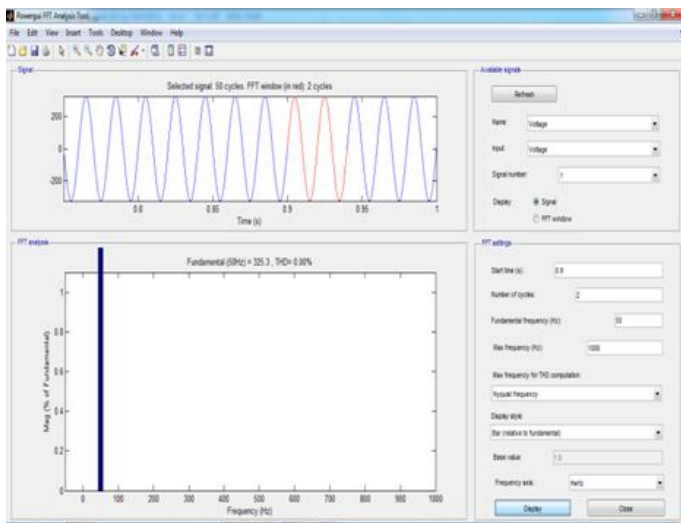 Powergui FFT Analysis Tool
File Edit View Insert Tools Desktop Window Help
Signal
Selected signal: 50 cycles. FFT window (in red): 2 cycles
200
0
-200
0.8 0.85 0.9 0.95 1
Time (s)
FFT analysis
Fundamental (50Hz) = 325.3 , THD= 0.00%
1
0.8
0.6
0.4
0.2
0
Mag (% of Fundamental)
0 100 200 300 400 500 600 700 800 900 1000
Frequency (Hz)
Available signals
Refresh
Name: Voltage
Input: Voltage
Signal number: 1
Display: Signal
FFT window
FFT settings
Start time (s): 0.9
Number of cycles: 2
Fundamental frequency (Hz): 50
Max frequency (Hz): 1000
Max frequency for THD computation:
Nyquist frequency
Display style:
Bar (relative to fundamental)
Base value: 1.0
Frequency axis: Hertz
Display Close